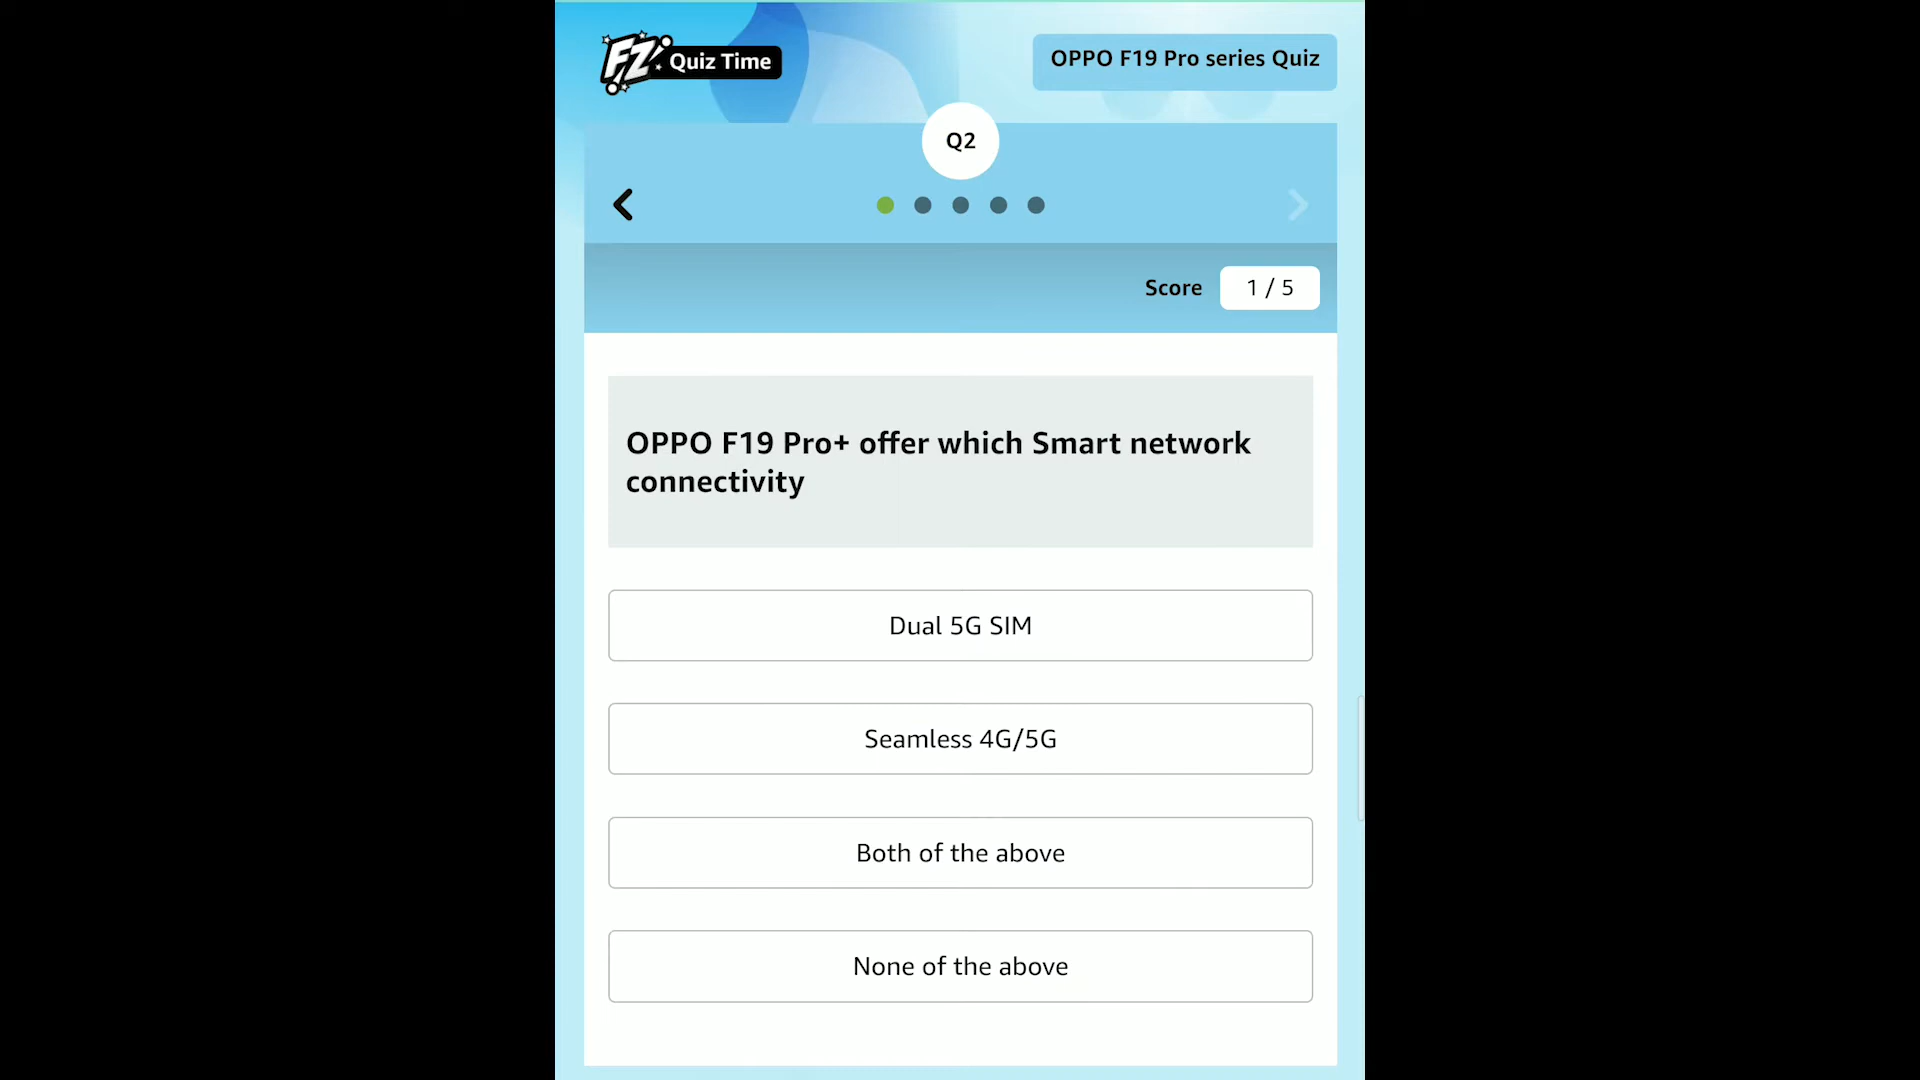 FZ Quiz Time
OPPO F19 Pro series Quiz
Q2
Score 1 / 5
OPPO F19 Pro+ offer which Smart network
connectivity
Dual 5G SIM
Seamless 4G/5G
Both of the above
None of the above